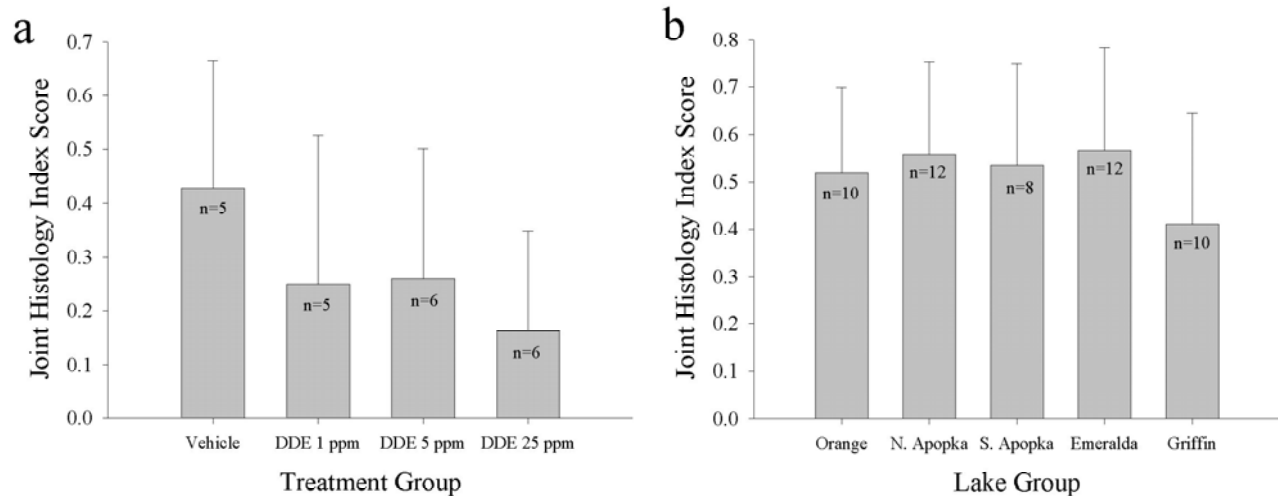 a
Joint Histology Index Score
0.7
0.6
0.5
0.4
0.3
0.2
0.1
0.0
n=5
n=5
n=6
n=6
Vehicle DDE 1 ppm DDE 5 ppm DDE 25 ppm
Treatment Group
b
Joint Histology Index Score
0.8
0.7
0.6
0.5
0.4
0.3
0.2
0.1
0.0
n=10
n=12
n=8
n=12
n=10
Orange N. Apopka S. Apopka Emeralda Griffin
Lake Group